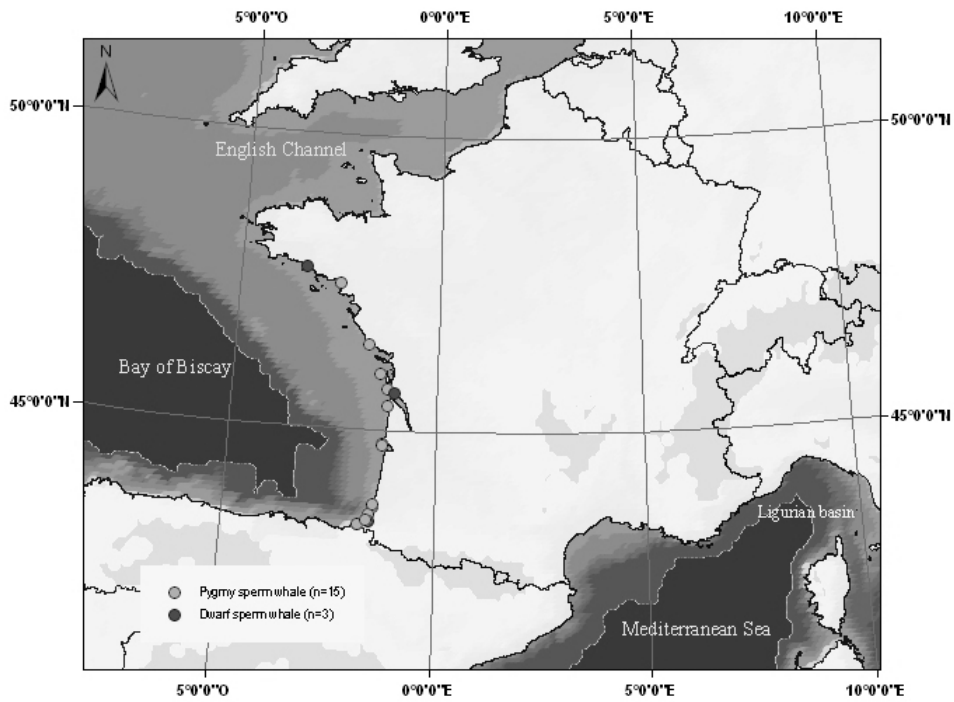 5°0'0"O 0°0'0"E 5°0'0"E 10°0'0"E
N
50°0'0"N 50°0'0"N
English Channel
Bay of Biscay
45°0'0"N 45°0'0"N
Ligurian basin
Pygmy sperm whale (n=15)
Dwarf sperm whale (n=3)
Mediterranean Sea
5°0'0"O 0°0'0"E 5°0'0"E 10°0'0"E